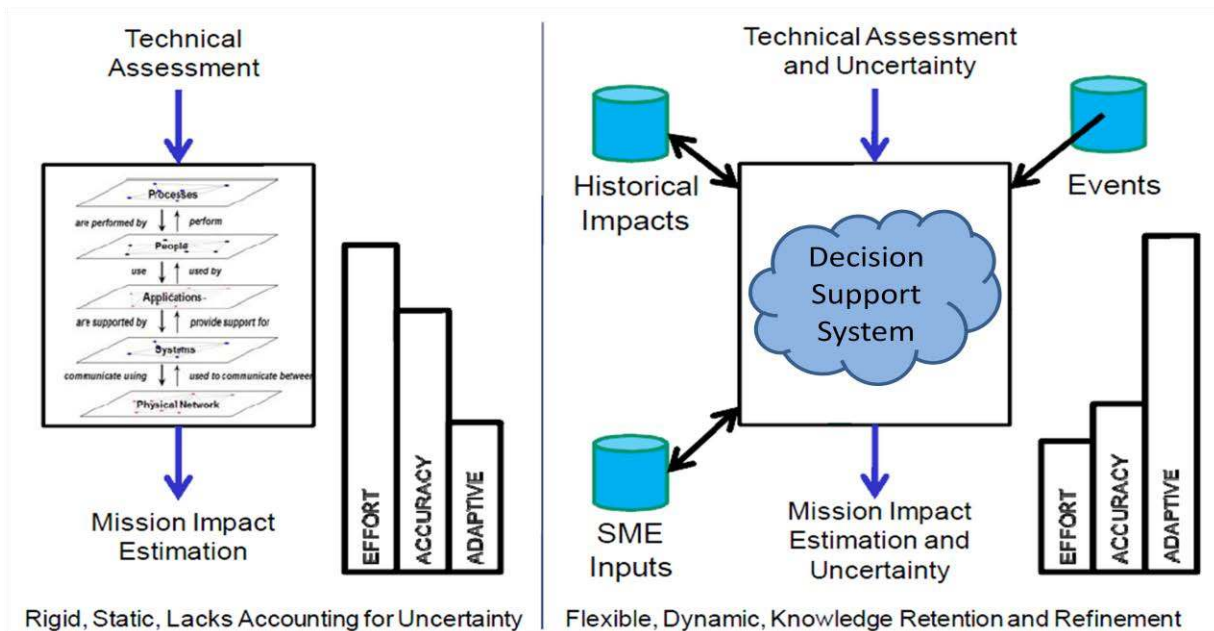 Technical
Assessment
Processes
are performed by
perform
People
use
used by
Applications
are supported by
provide support for
Systems
communicate using
used to communicate between
Physical Network
EFFORT
ACCURACY
ADAPTIVE
Mission Impact
Estimation
Rigid, Static, Lacks Accounting for Uncertainty
Technical Assessment
and Uncertainty
Historical
Impacts
Events
Decision
Support
System
SME
Inputs
Mission Impact
Estimation and
Uncertainty
EFFORT
ACCURACY
ADAPTIVE
Flexible, Dynamic, Knowledge Retention and Refinement